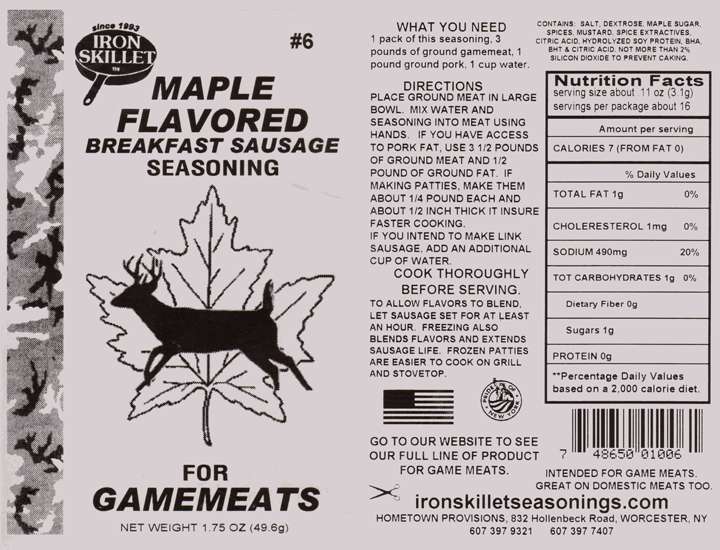 since 1993
IRON
SKILLET
TM
#6
MAPLE
FLAVORED
BREAKFAST SAUSAGE
SEASONING
FOR
GAMEMEATS
NET WEIGHT 1.75 OZ (49.6g)
WHAT YOU NEED
1 pack of this seasoning, 3
pounds of ground gamemeat, 1
pound ground pork, 1 cup water.
DIRECTIONS
PLACE GROUND MEAT IN LARGE
BOWL. MIX WATER AND
SEASONING INTO MEAT USING
HANDS. IF YOU HAVE ACCESS
TO PORK FAT, USE 3 1/2 POUNDS
OF GROUND MEAT AND 1/2
POUND OF GROUND FAT. IF
MAKING PATTIES, MAKE THEM
ABOUT 1/4 POUND EACH AND
ABOUT 1/2 INCH THICK IT INSURE
FASTER COOKING.
IF YOU INTEND TO MAKE LINK
SAUSAGE, ADD AN ADDITIONAL
CUP OF WATER.
COOK THOROUGHLY
BEFORE SERVING.
TO ALLOW FLAVORS TO BLEND,
LET SAUSAGE SET FOR AT LEAST
AN HOUR. FREEZING ALSO
BLENDS FLAVORS AND EXTENDS
SAUSAGE LIFE. FROZEN PATTIES
ARE EASIER TO COOK ON GRILL
AND STOVETOP.
PRIDE OF
NEW YORK
GO TO OUR WEBSITE TO SEE
OUR FULL LINE OF PRODUCT
FOR GAME MEATS.
CONTAINS: SALT, DEXTROSE, MAPLE SUGAR,
SPICES, MUSTARD, SPICE EXTRACTIVES,
CITRIC ACID, HYDROLYZED SOY PROTEIN, BHA,
BHT & CITRIC ACID, NOT MORE THAN 2%
SILICON DIOXIDE TO PREVENT CAKING.
Nutrition Facts
serving size about .11 oz (3.1g)
servings per package about 16
Amount per serving
CALORIES 7 (FROM FAT 0)
% Daily Values
TOTAL FAT 1g 0%
CHOLERESTEROL 1mg 0%
SODIUM 490mg 20%
TOT CARBOHYDRATES 1g 0%
Dietary Fiber 0g
Sugars 1g
PROTEIN 0g
**Percentage Daily Values
based on a 2,000 calorie diet.
7 48650 01006
INTENDED FOR GAME MEATS.
GREAT ON DOMESTIC MEATS TOO.
ironskilletseasonings.com
HOMETOWN PROVISIONS, 832 Hollenbeck Road, WORCESTER, NY
607 397 9321 607 397 7407